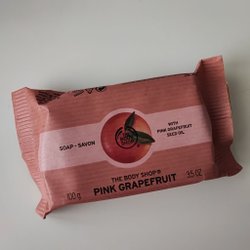 SOAP • SAVON
WITH
PINK GRAPEFRUIT
SEED OIL
THE BODY SHOP®
PINK GRAPEFRUIT
100 g
3.5 OZ